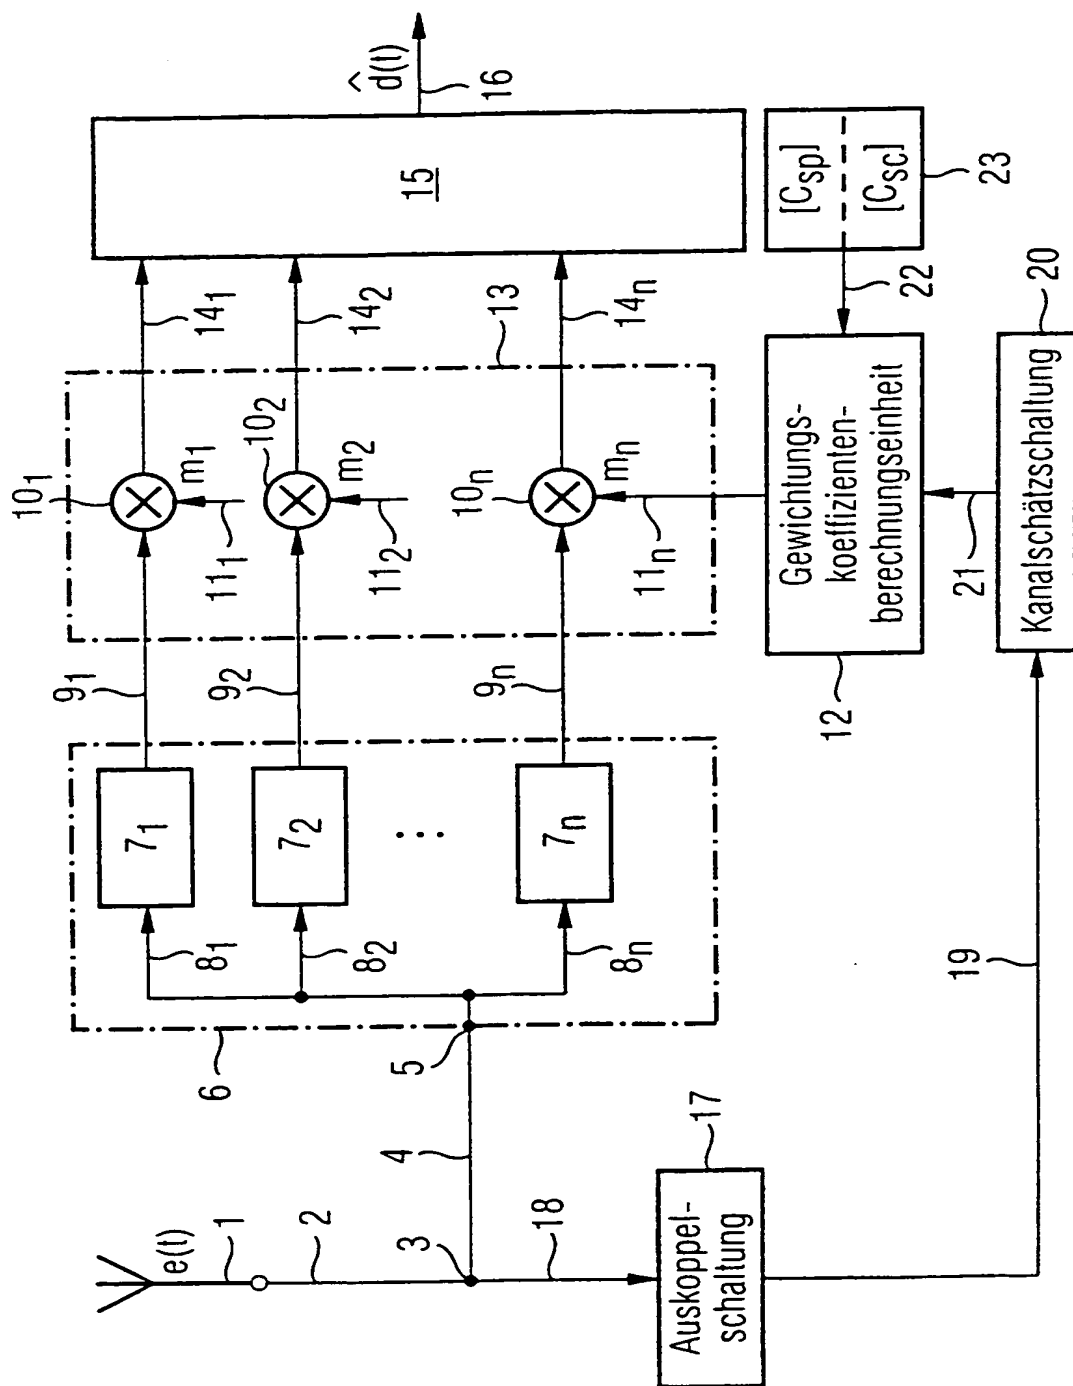 e(t)
1
2
3
4
5
6
7₁
7₂
. . .
7ₙ
8₁
8₂
8ₙ
9₁
9₂
9ₙ
10₁
10₂
10ₙ
m₁
m₂
mₙ
11₁
11₂
11ₙ
13
14₁
14₂
14ₙ
15
d̂(t)
16
Auskoppel-
schaltung
17
18
19
Kanalschätzschaltung
20
21
Gewichtungs-
koeffizienten-
berechnungseinheit
12
22
[Cₛₚ]
[C_sc]
23